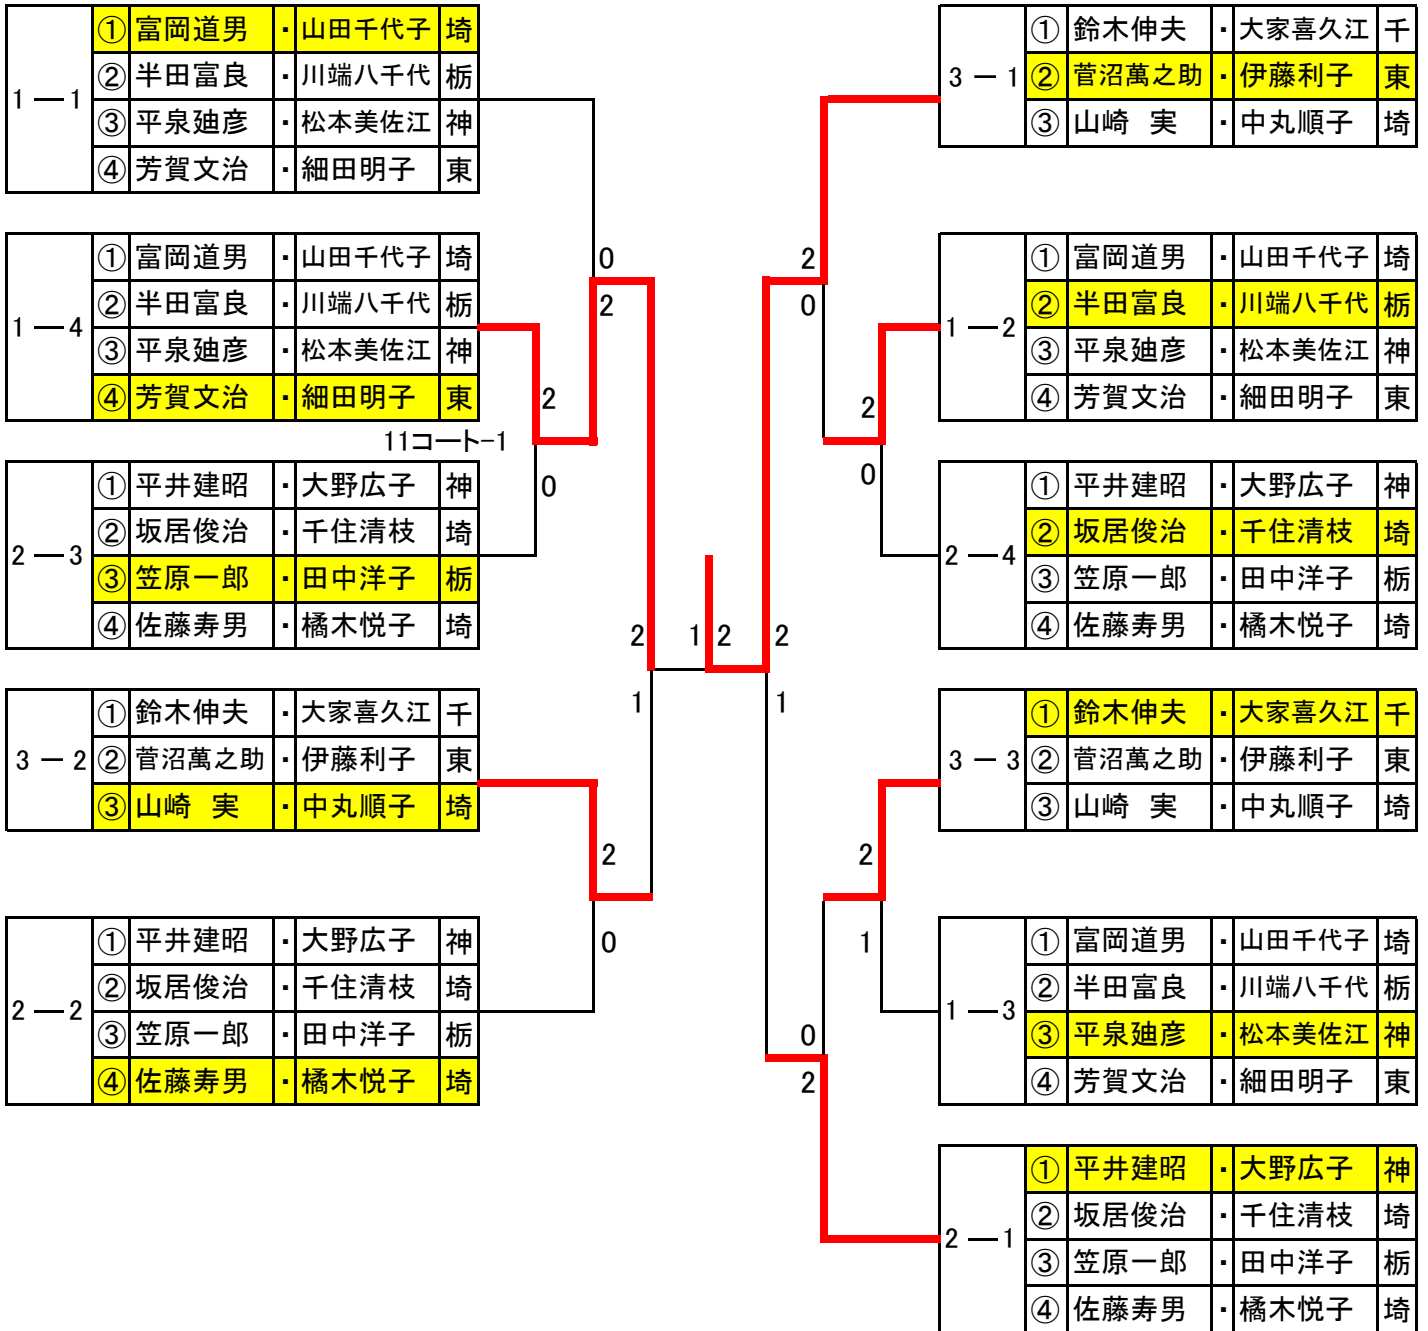 1 ― 1
① 富岡道男 ・ 山田千代子 埼
② 半田富良 ・ 川端八千代 栃
③ 平泉廸彦 ・ 松本美佐江 神
④ 芳賀文治 ・ 細田明子 東
1 ― 4
① 富岡道男 ・ 山田千代子 埼
② 半田富良 ・ 川端八千代 栃
③ 平泉廸彦 ・ 松本美佐江 神
④ 芳賀文治 ・ 細田明子 東
11コート-1
2 ― 3
① 平井建昭 ・ 大野広子 神
② 坂居俊治 ・ 千住清枝 埼
③ 笠原一郎 ・ 田中洋子 栃
④ 佐藤寿男 ・ 橘木悦子 埼
3 ― 2
① 鈴木伸夫 ・ 大家喜久江 千
② 菅沼萬之助 ・ 伊藤利子 東
③ 山崎 実 ・ 中丸順子 埼
2 ― 2
① 平井建昭 ・ 大野広子 神
② 坂居俊治 ・ 千住清枝 埼
③ 笠原一郎 ・ 田中洋子 栃
④ 佐藤寿男 ・ 橘木悦子 埼
0
2
2
0
2
1
2
0
1 2
2
0
2
0
2
1
2
1
0
2
3 ― 1
① 鈴木伸夫 ・ 大家喜久江 千
② 菅沼萬之助 ・ 伊藤利子 東
③ 山崎 実 ・ 中丸順子 埼
1 ― 2
① 富岡道男 ・ 山田千代子 埼
② 半田富良 ・ 川端八千代 栃
③ 平泉廸彦 ・ 松本美佐江 神
④ 芳賀文治 ・ 細田明子 東
2 ― 4
① 平井建昭 ・ 大野広子 神
② 坂居俊治 ・ 千住清枝 埼
③ 笠原一郎 ・ 田中洋子 栃
④ 佐藤寿男 ・ 橘木悦子 埼
3 ― 3
① 鈴木伸夫 ・ 大家喜久江 千
② 菅沼萬之助 ・ 伊藤利子 東
③ 山崎 実 ・ 中丸順子 埼
1 ― 3
① 富岡道男 ・ 山田千代子 埼
② 半田富良 ・ 川端八千代 栃
③ 平泉廸彦 ・ 松本美佐江 神
④ 芳賀文治 ・ 細田明子 東
2 ― 1
① 平井建昭 ・ 大野広子 神
② 坂居俊治 ・ 千住清枝 埼
③ 笠原一郎 ・ 田中洋子 栃
④ 佐藤寿男 ・ 橘木悦子 埼